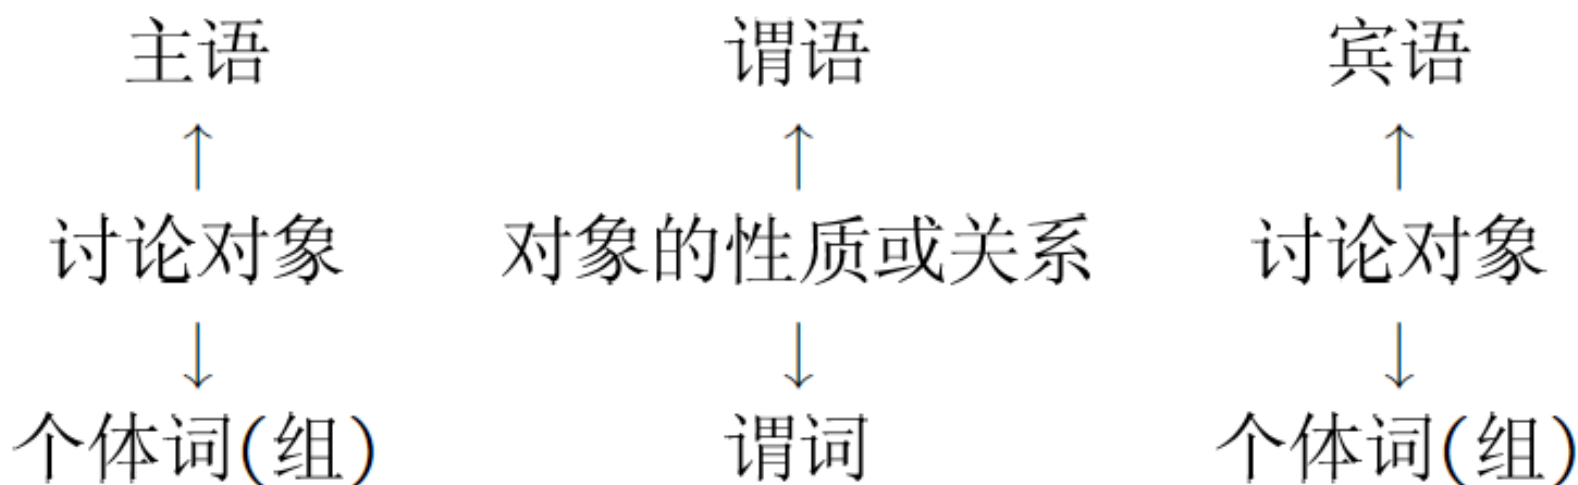 主语 谓语 宾语
↑ ↑ ↑
讨论对象 对象的性质或关系 讨论对象
↓ ↓ ↓
个体词(组) 谓词 个体词(组)